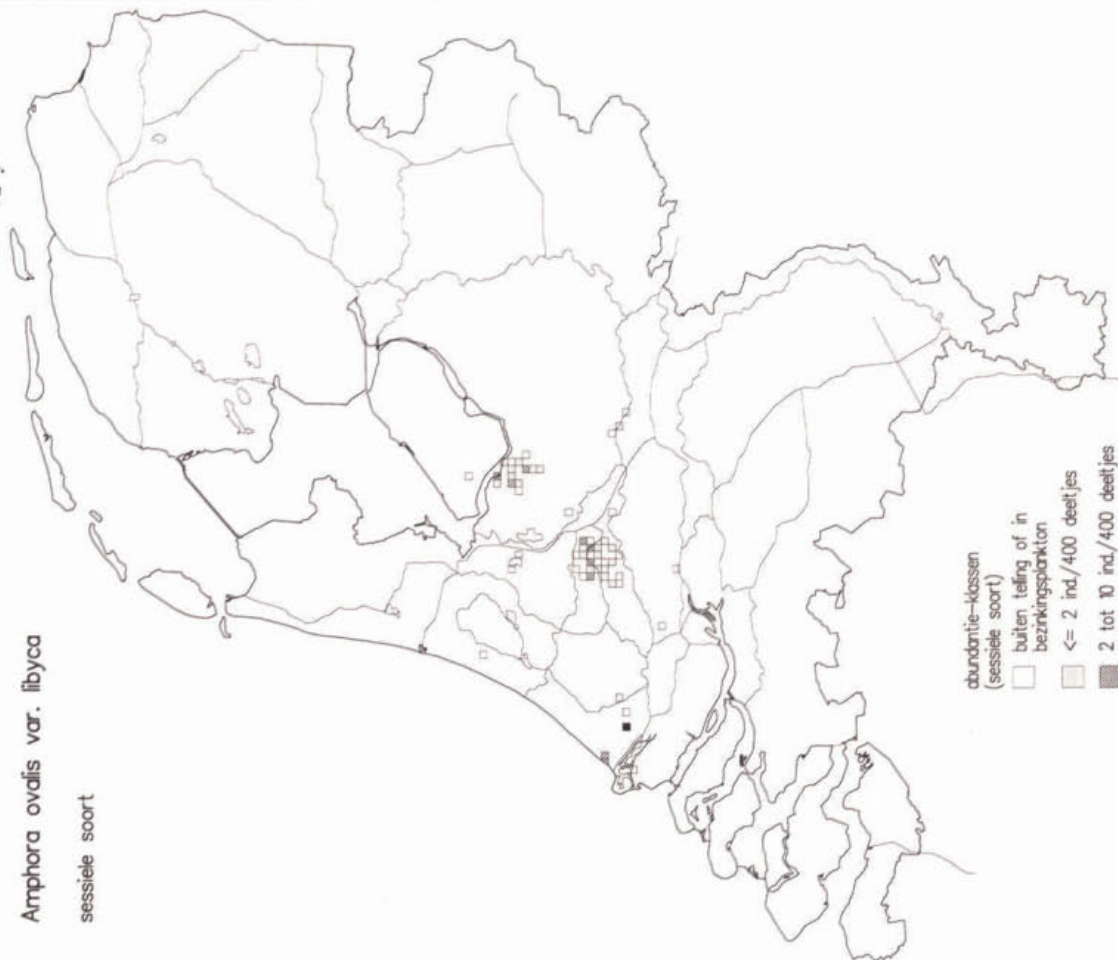 Amphora ovalis var. libyca
sessiele soort
abundantie-klassen
(sessiele soort)
buiten telling of in
bezinkingsplankton
<= 2 ind./400 deeltjes
2 tot 10 ind/400 deeltjes